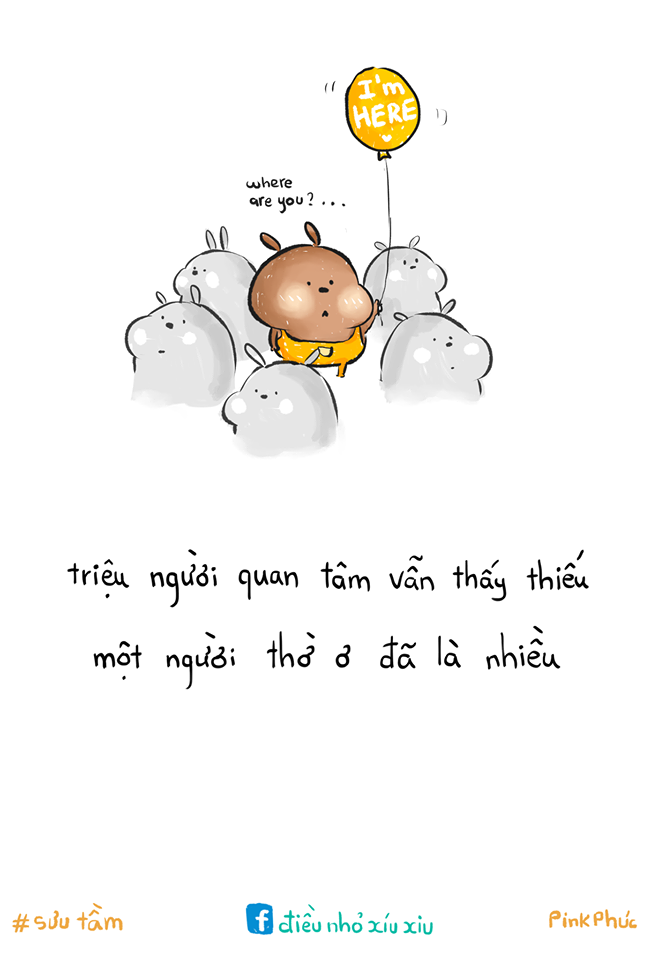 I'm
HERE
where
are you? ...
triệu người quan tâm vẫn thấy thiếu
một người thờ ơ đã là nhiều
#sưu tầm
f điều nhỏ xíu xiu
PinkPhúc